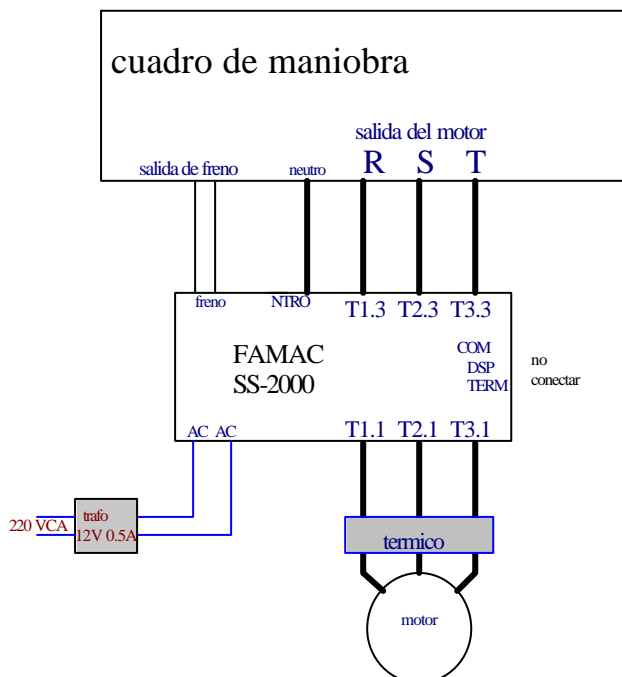 cuadro de maniobra
salida del motor
salida de freno
neutro
R S T
freno
NTRO
T1.3 T2.3 T3.3
FAMAC
SS-2000
COM
DSP
TERM
no
conectar
AC AC
T1.1 T2.1 T3.1
220 VCA
trafo
12V 0.5A
termico
motor